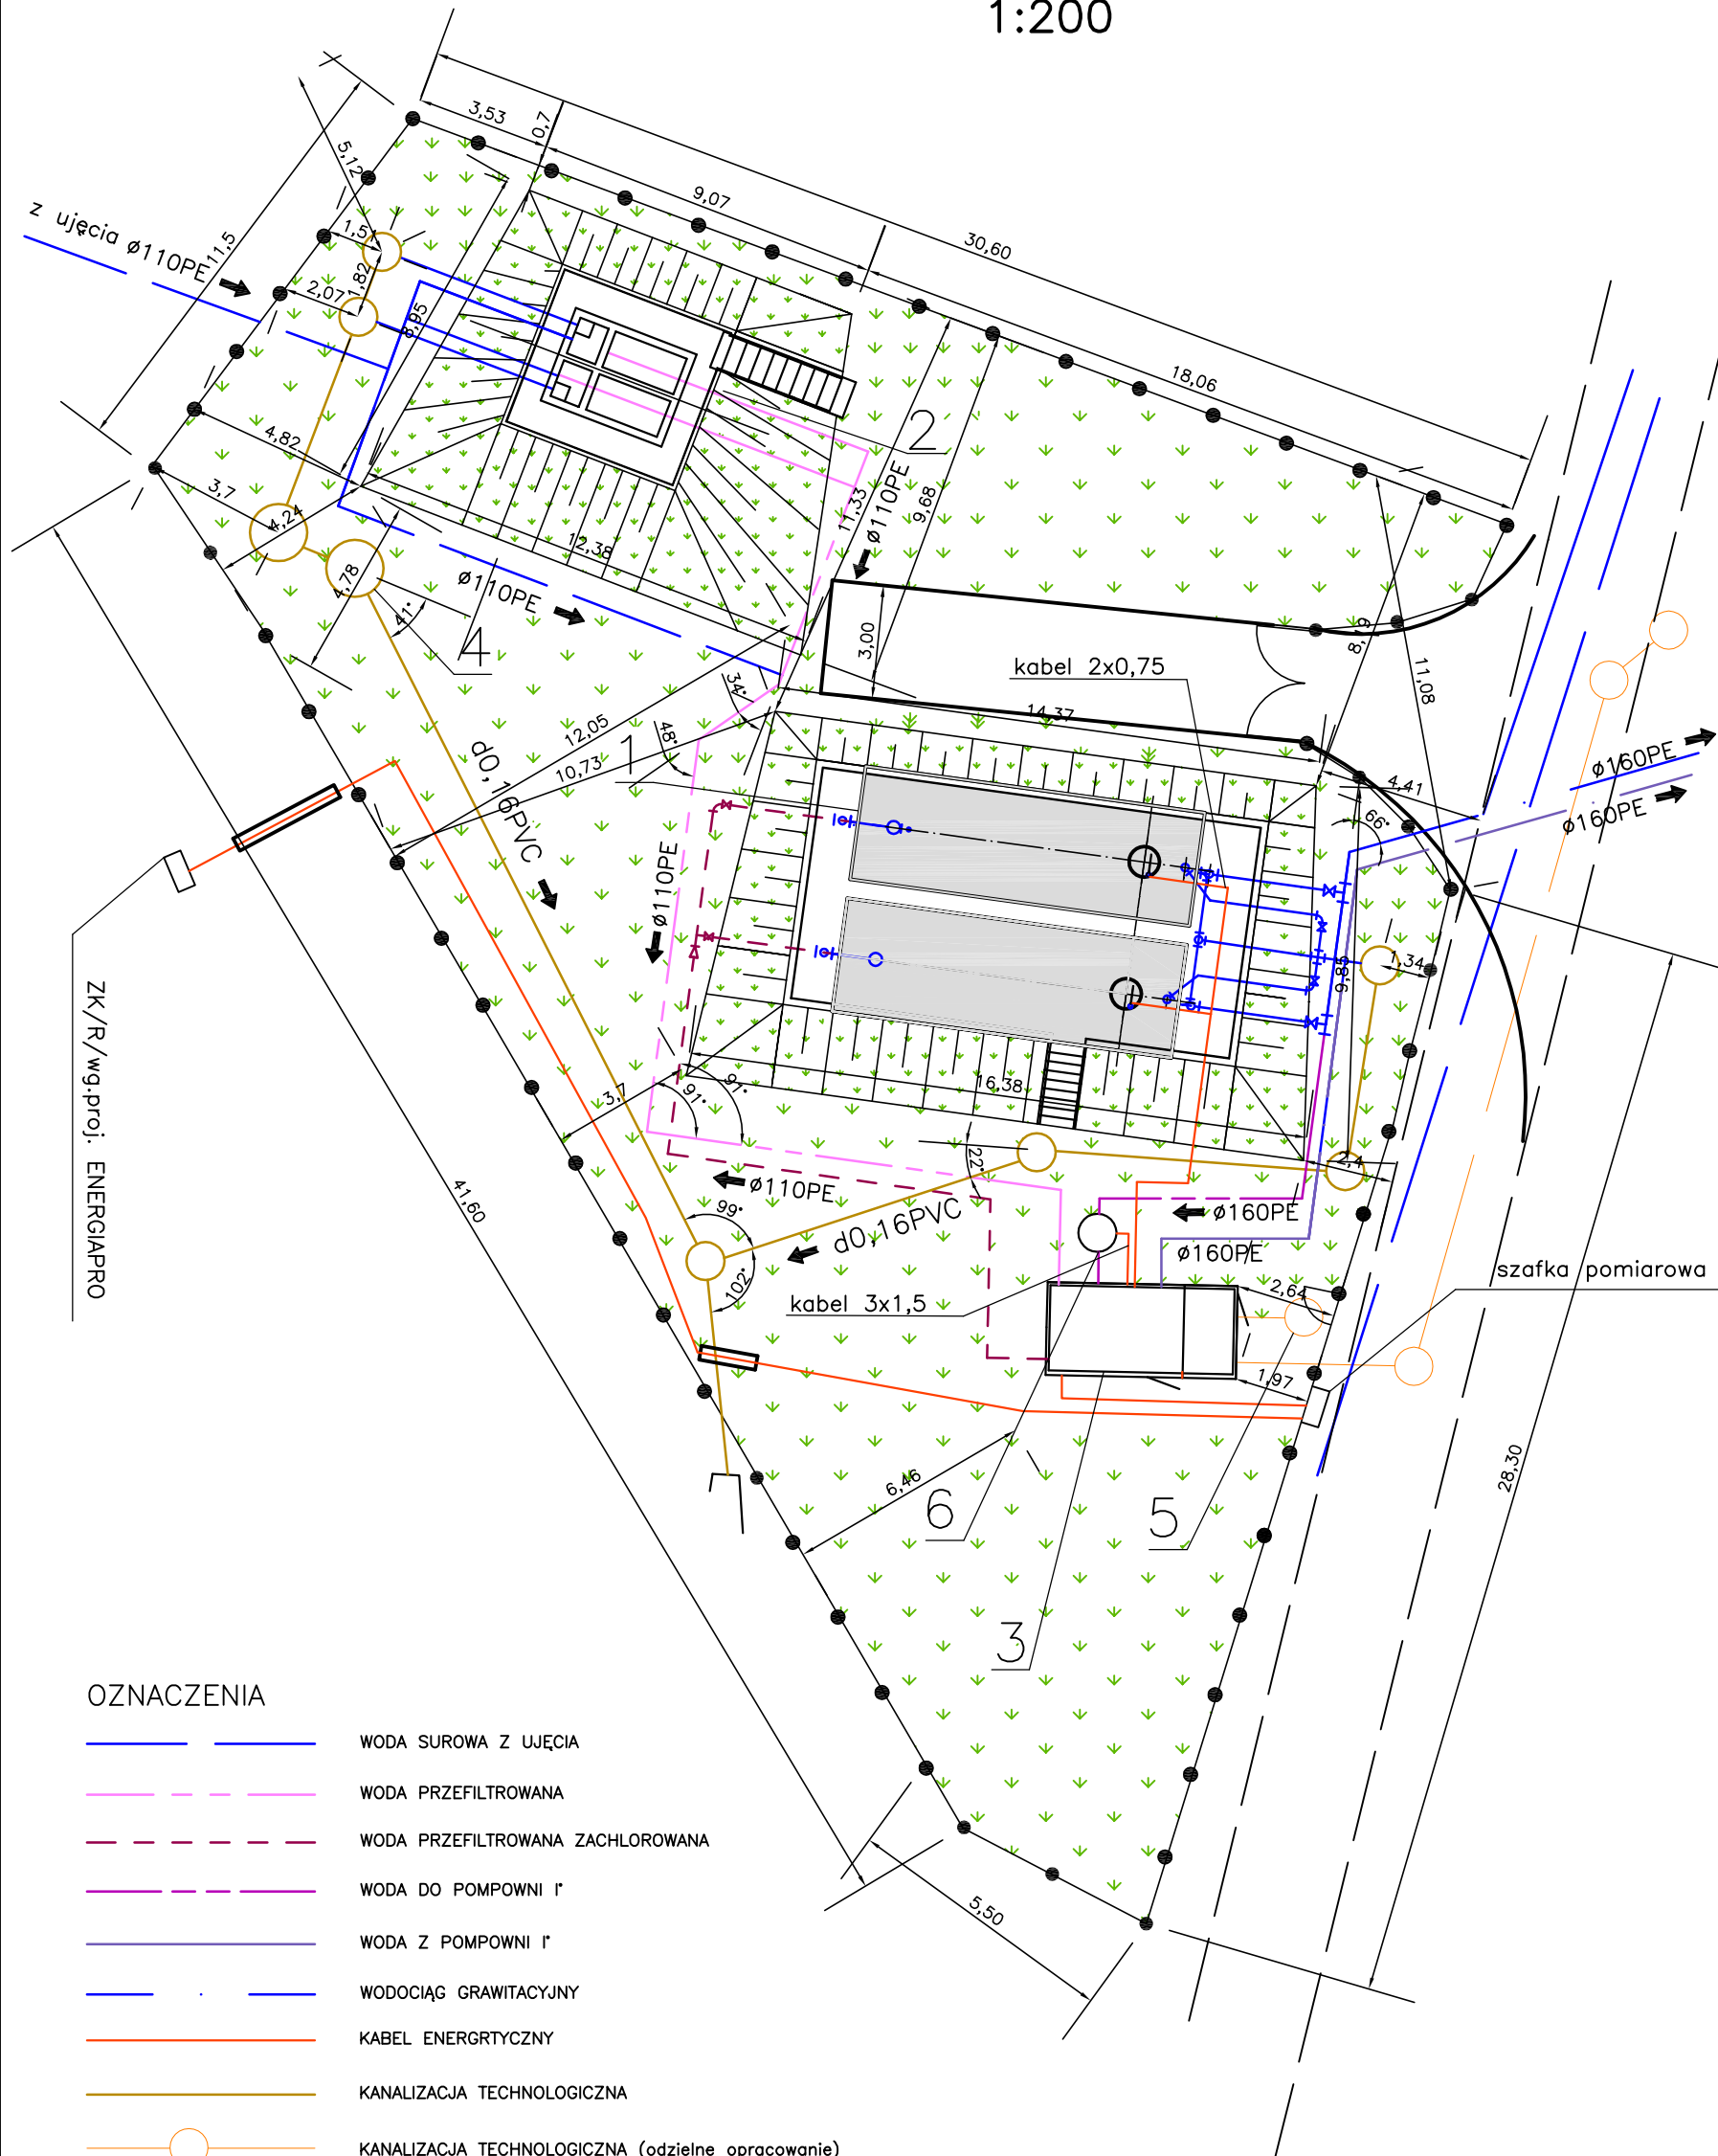 1:200
3,53
0,7
9,07
30,60
18,06
5,12
11,5
z ujęcia ø110PE
1,51
1,82
2,07
8,95
4,82
3,7
4,24
4,78
41°
12,38
ø110PE
4
2
11,33
ø110PE
9,68
3,00
kabel 2x0,75
8,19
11,08
14,37
34°
48°
12,05
10,73
1
d0,16PVC
ø110PE
4,41
66°
ø160PE
ø160PE
9,85
1,34
ZK/R/wg.proj. ENERGIAPRO
3,7
91°
91°
16,38
22°
2,4
41,60
ø110PE
99°
102°
d0,16PVC
ø160PE
ø160PE
szafka pomiarowa
kabel 3x1,5
2,64
1,97
6,46
6
5
3
28,30
5,50
OZNACZENIA
WODA SUROWA Z UJĘCIA
WODA PRZEFILTROWANA
WODA PRZEFILTROWANA ZACHLOROWANA
WODA DO POMPOWNI I°
WODA Z POMPOWNI I°
WODOCIĄG GRAWITACYJNY
KABEL ENERGRTYCZNY
KANALIZACJA TECHNOLOGICZNA
KANALIZACJA TECHNOLOGICZNA (odzielne opracowanie)